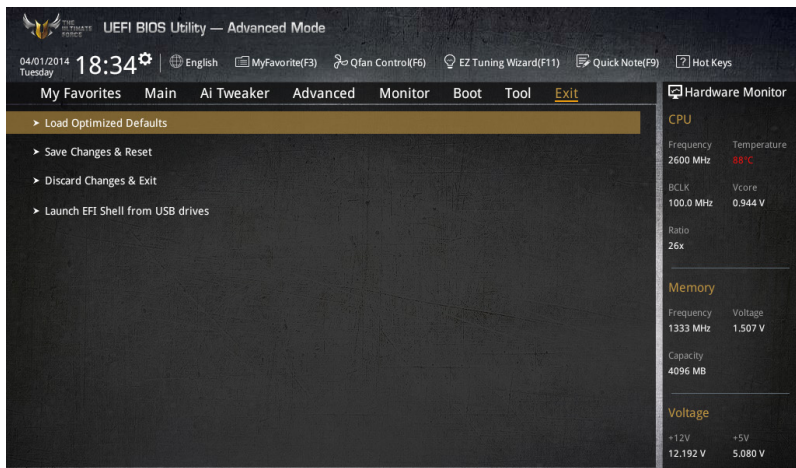 THE
ULTIMATE
FORCE
UEFI BIOS Utility — Advanced Mode
04/01/2014
Tuesday
18:34
English
MyFavorite(F3)
Qfan Control(F6)
EZ Tuning Wizard(F11)
Quick Note(F9)
? Hot Keys
My Favorites Main Ai Tweaker Advanced Monitor Boot Tool Exit
> Load Optimized Defaults
> Save Changes & Reset
> Discard Changes & Exit
> Launch EFI Shell from USB drives
Hardware Monitor
CPU
Frequency Temperature
2600 MHz 88°C
BCLK Vcore
100.0 MHz 0.944 V
Ratio
26x
Memory
Frequency Voltage
1333 MHz 1.507 V
Capacity
4096 MB
Voltage
+12V +5V
12.192 V 5.080 V